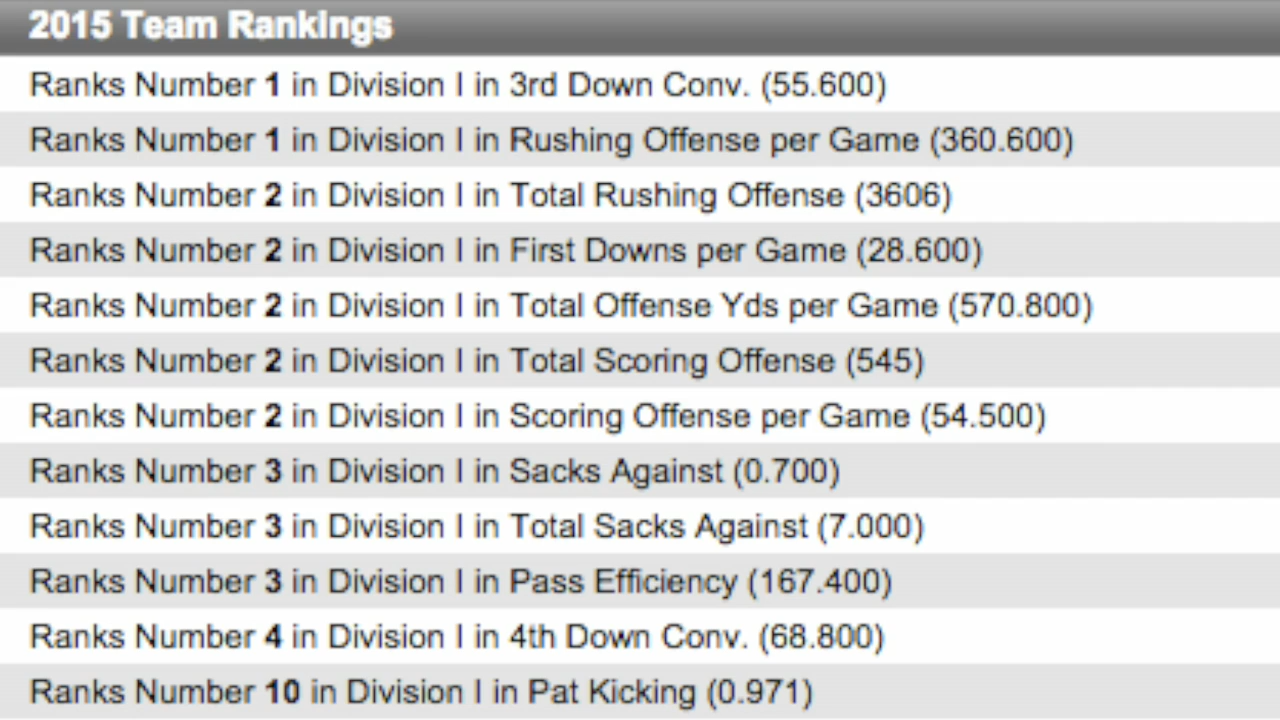 2015 Team Rankings
Ranks Number 1 in Division I in 3rd Down Conv. (55.600)
Ranks Number 1 in Division I in Rushing Offense per Game (360.600)
Ranks Number 2 in Division I in Total Rushing Offense (3606)
Ranks Number 2 in Division I in First Downs per Game (28.600)
Ranks Number 2 in Division I in Total Offense Yds per Game (570.800)
Ranks Number 2 in Division I in Total Scoring Offense (545)
Ranks Number 2 in Division I in Scoring Offense per Game (54.500)
Ranks Number 3 in Division I in Sacks Against (0.700)
Ranks Number 3 in Division I in Total Sacks Against (7.000)
Ranks Number 3 in Division I in Pass Efficiency (167.400)
Ranks Number 4 in Division I in 4th Down Conv. (68.800)
Ranks Number 10 in Division I in Pat Kicking (0.971)